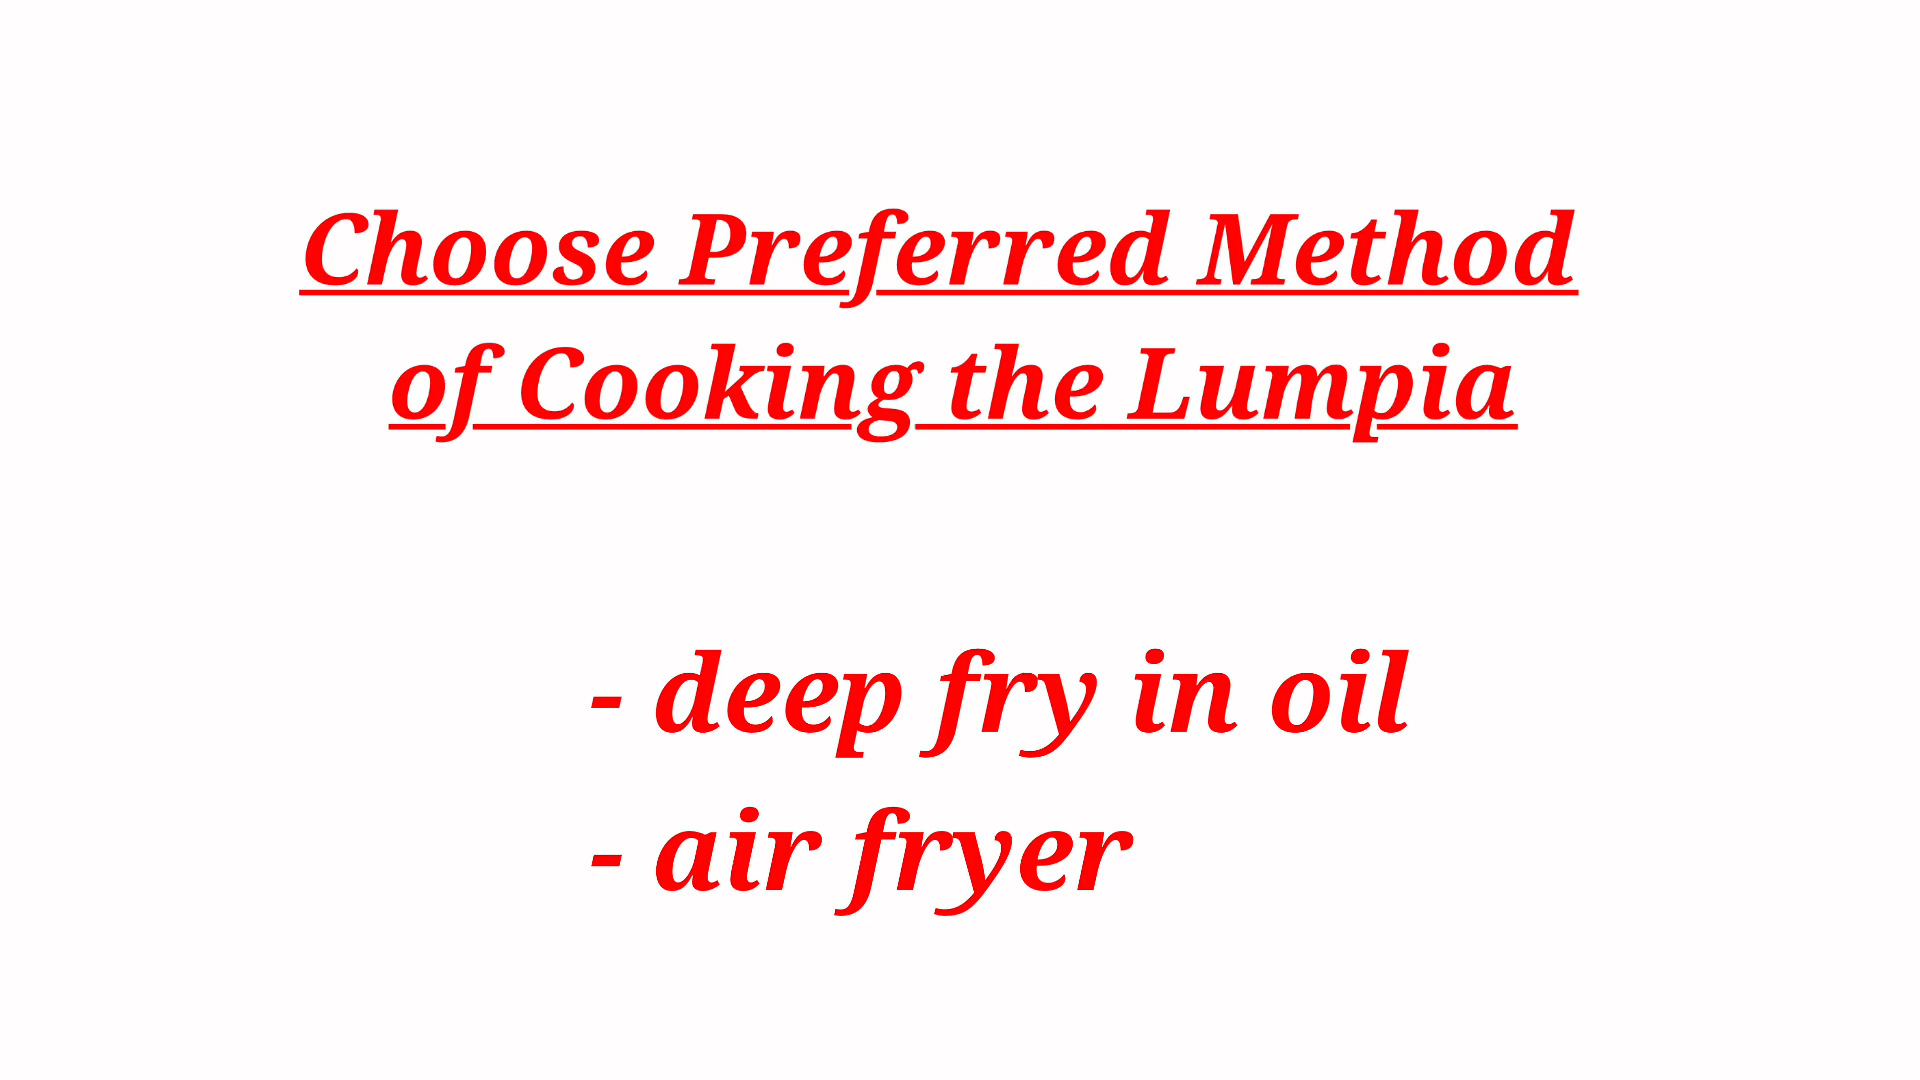 Choose Preferred Method
of Cooking the Lumpia
- deep fry in oil
- air fryer